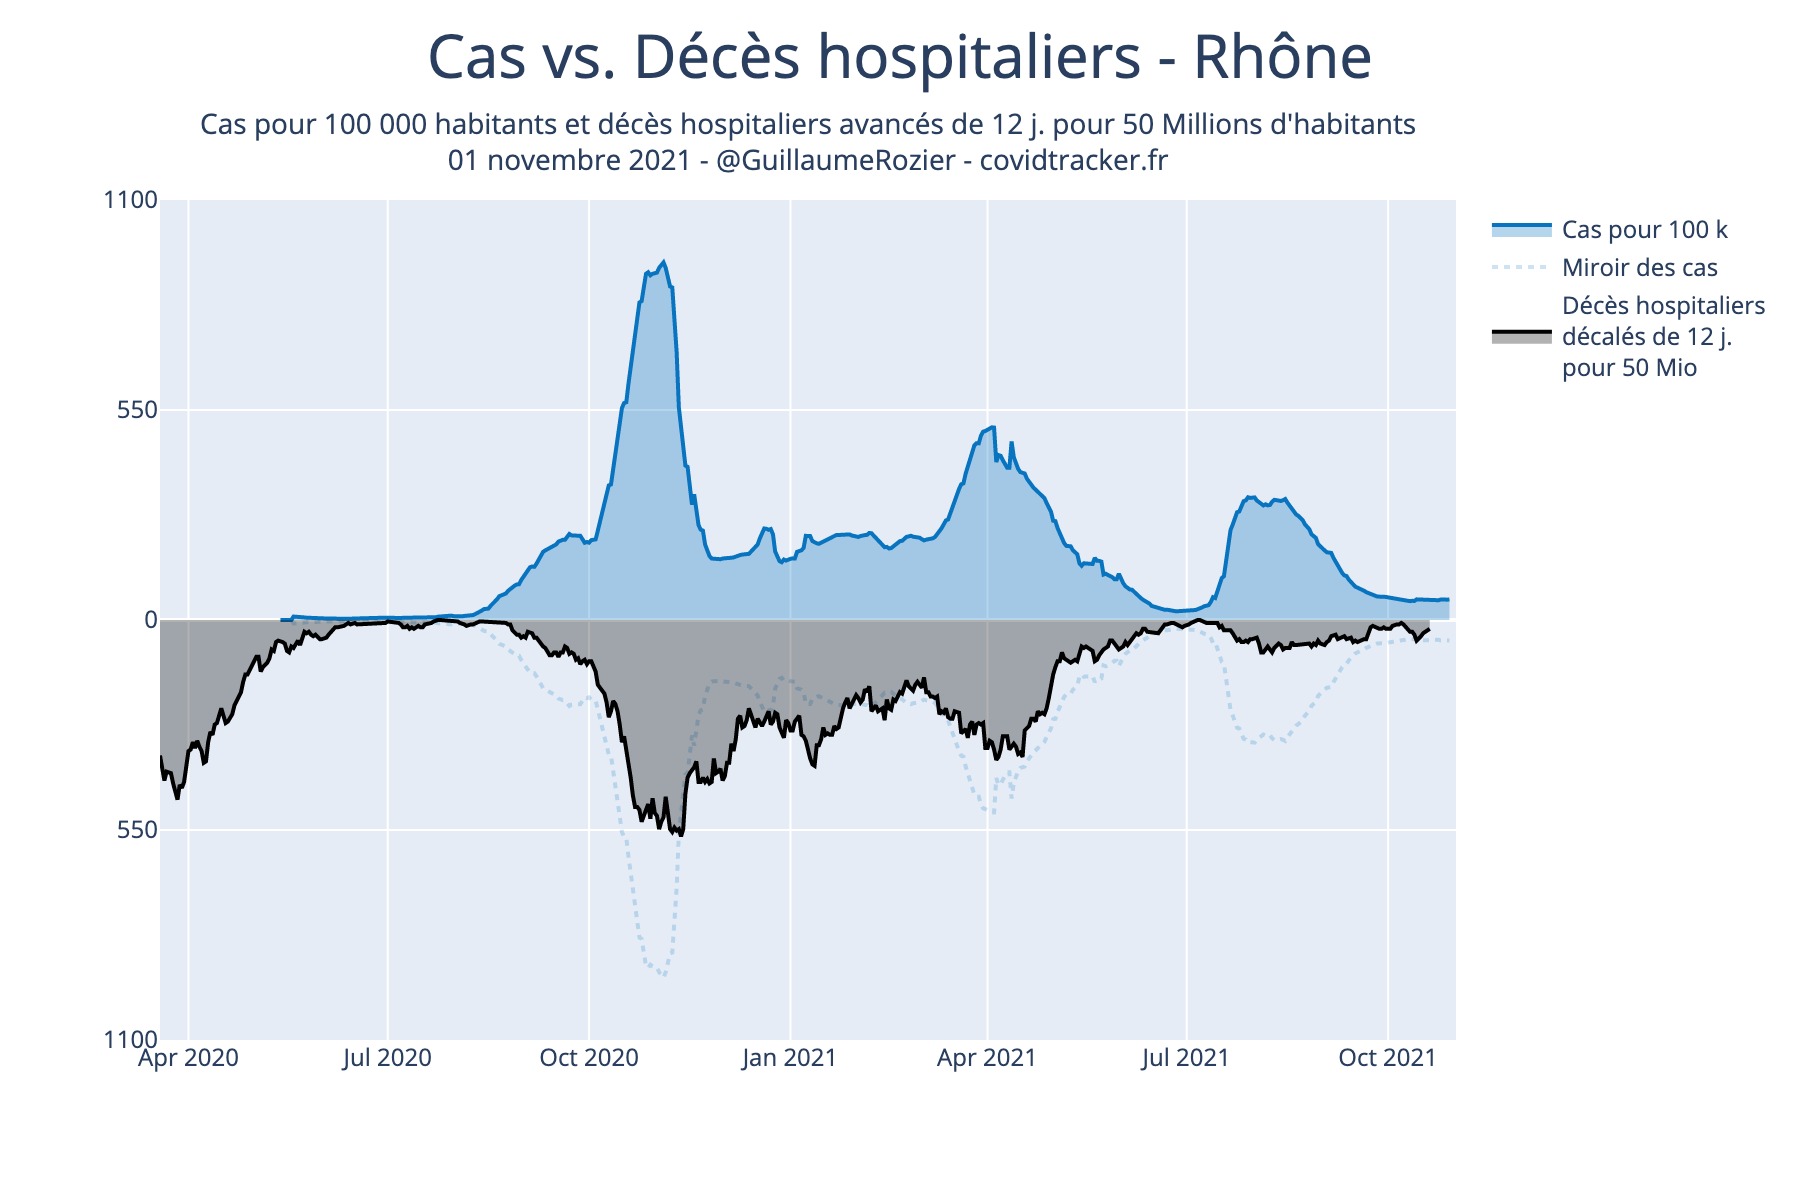 Cas vs. Décès hospitaliers - Rhône
Cas pour 100 000 habitants et décès hospitaliers avancés de 12 j. pour 50 Millions d'habitants
01 novembre 2021 - @GuillaumeRozier - covidtracker.fr
1100
550
0
550
1100
Apr 2020
Jul 2020
Oct 2020
Jan 2021
Apr 2021
Jul 2021
Oct 2021
Cas pour 100 k
Miroir des cas
Décès hospitaliers
décalés de 12 j.
pour 50 Mio